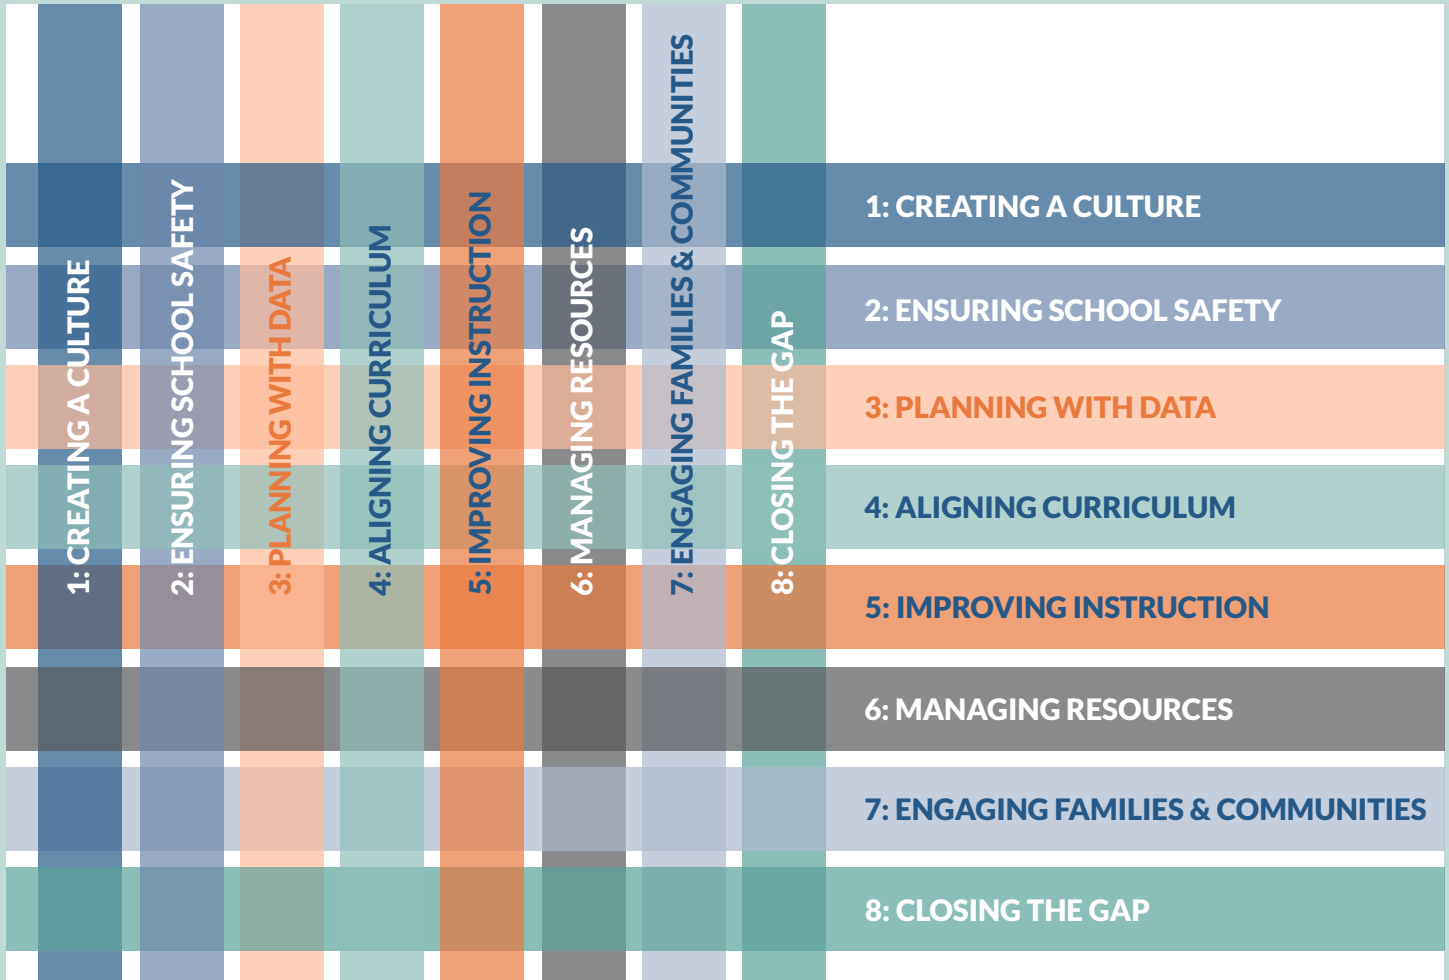 1: CREATING A CULTURE
2: ENSURING SCHOOL SAFETY
3: PLANNING WITH DATA
4: ALIGNING CURRICULUM
5: IMPROVING INSTRUCTION
6: MANAGING RESOURCES
7: ENGAGING FAMILIES & COMMUNITIES
8: CLOSING THE GAP
1: CREATING A CULTURE
2: ENSURING SCHOOL SAFETY
3: PLANNING WITH DATA
4: ALIGNING CURRICULUM
5: IMPROVING INSTRUCTION
6: MANAGING RESOURCES
7: ENGAGING FAMILIES & COMMUNITIES
8: CLOSING THE GAP